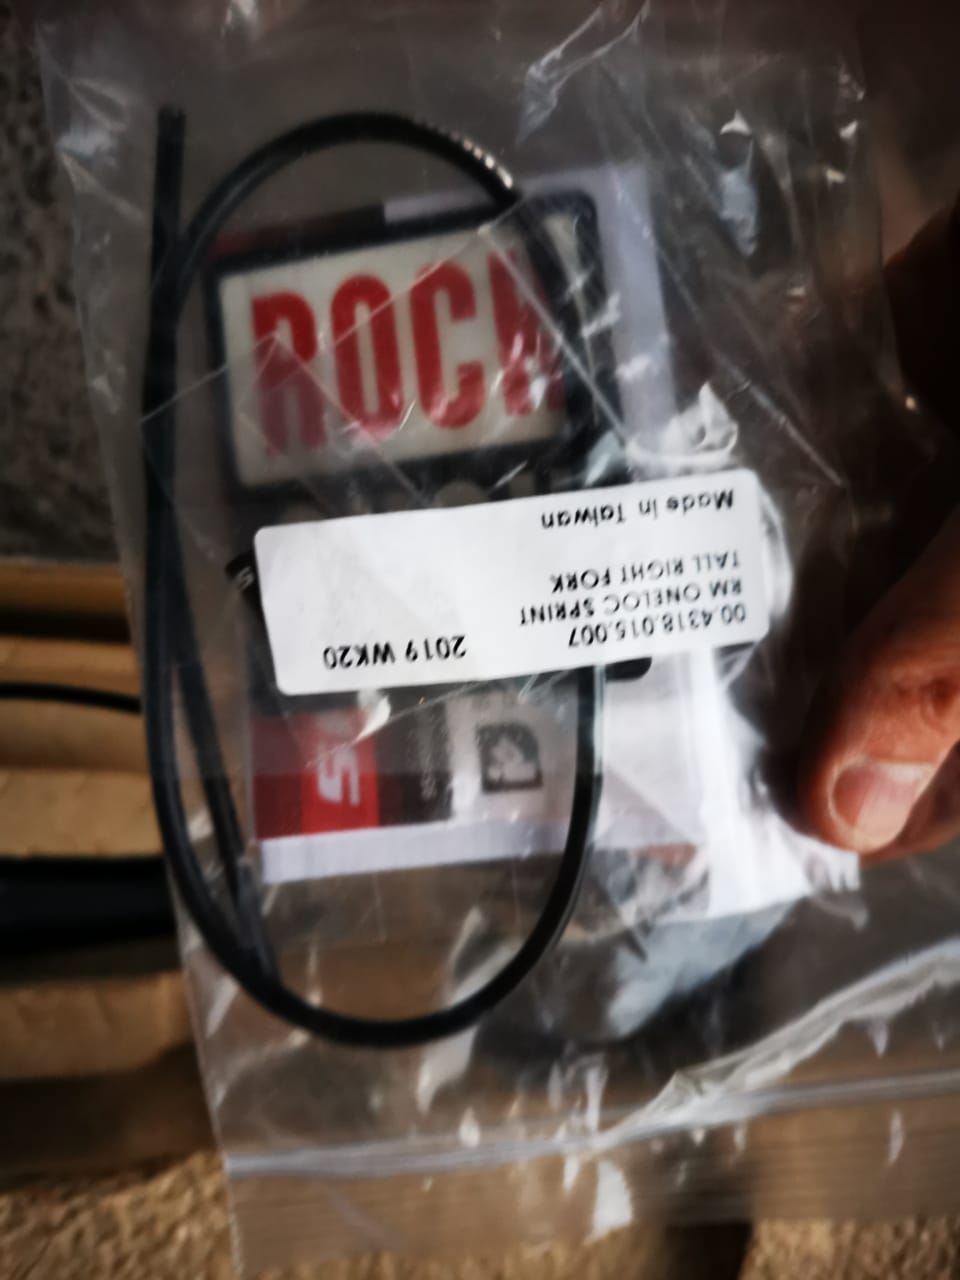 ROCK
00.4318.015.007
RM ONELOC SPRINT
TALL RIGHT FORK
2019 WK20
Made In Taiwan